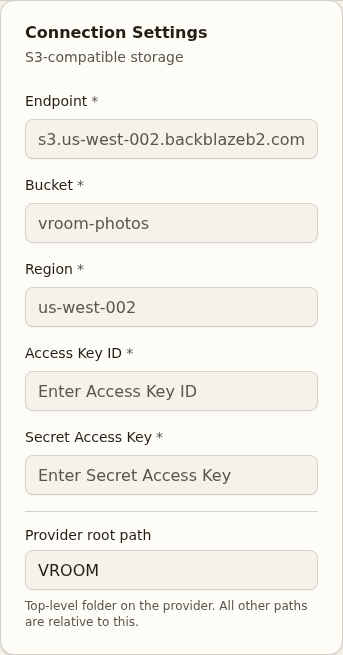 Connection Settings
S3-compatible storage
Endpoint *
s3.us-west-002.backblazeb2.com
Bucket *
vroom-photos
Region *
us-west-002
Access Key ID *
Enter Access Key ID
Secret Access Key *
Enter Secret Access Key
Provider root path
VROOM
Top-level folder on the provider. All other paths
are relative to this.